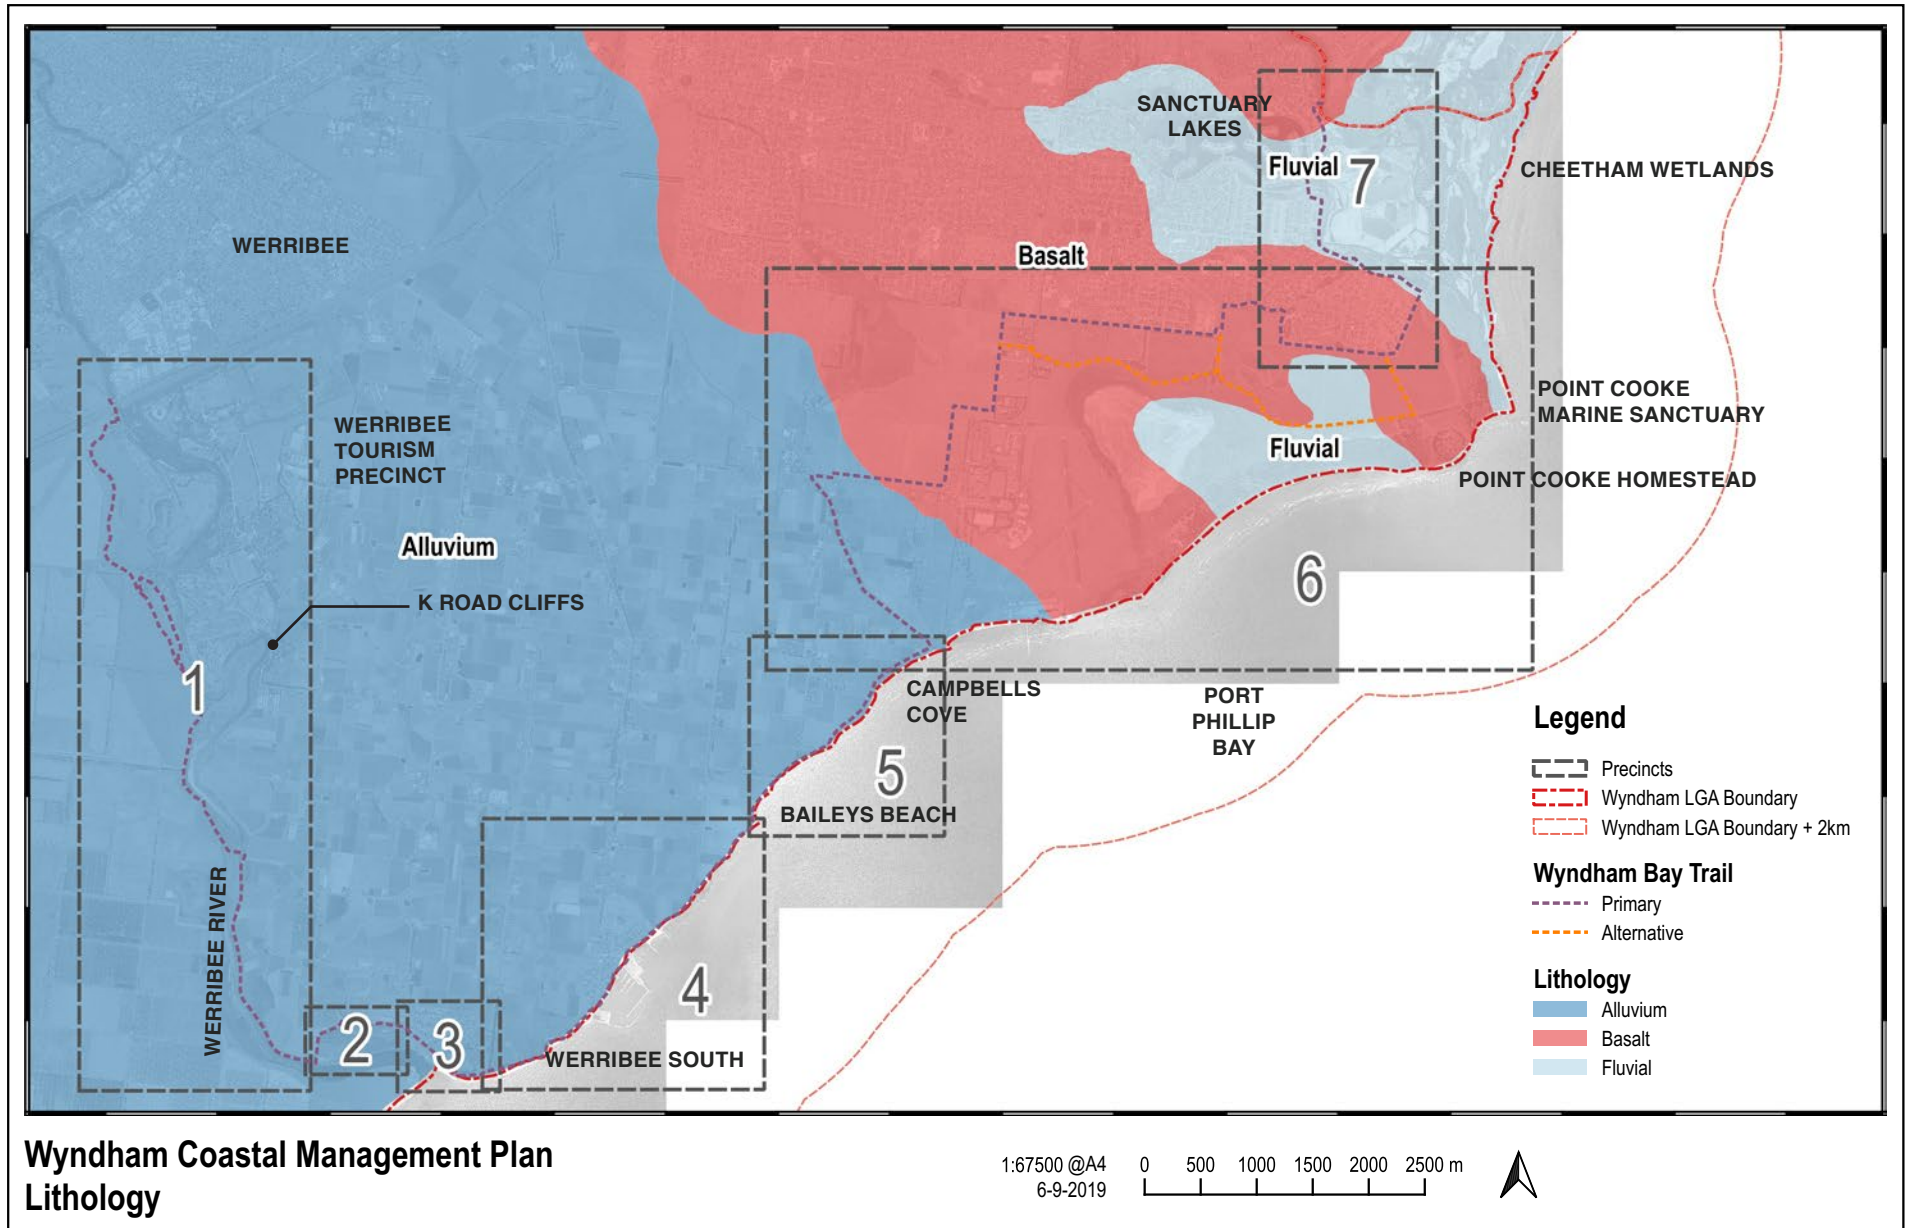 SANCTUARY
LAKES
Fluvial
7
CHEETHAM WETLANDS
WERRIBEE
Basalt
POINT COOKE
MARINE SANCTUARY
WERRIBEE
TOURISM
PRECINCT
Fluvial
POINT COOKE HOMESTEAD
Alluvium
6
K ROAD CLIFFS
1
CAMPBELLS
COVE
PORT
PHILLIP
BAY
5
BAILEYS BEACH
WERRIBEE RIVER
4
2
3
WERRIBEE SOUTH
Legend
Precincts
Wyndham LGA Boundary
Wyndham LGA Boundary + 2km
Wyndham Bay Trail
Primary
Alternative
Lithology
Alluvium
Basalt
Fluvial
Wyndham Coastal Management Plan
Lithology
1:67500 @A4
6-9-2019
0 500 1000 1500 2000 2500 m